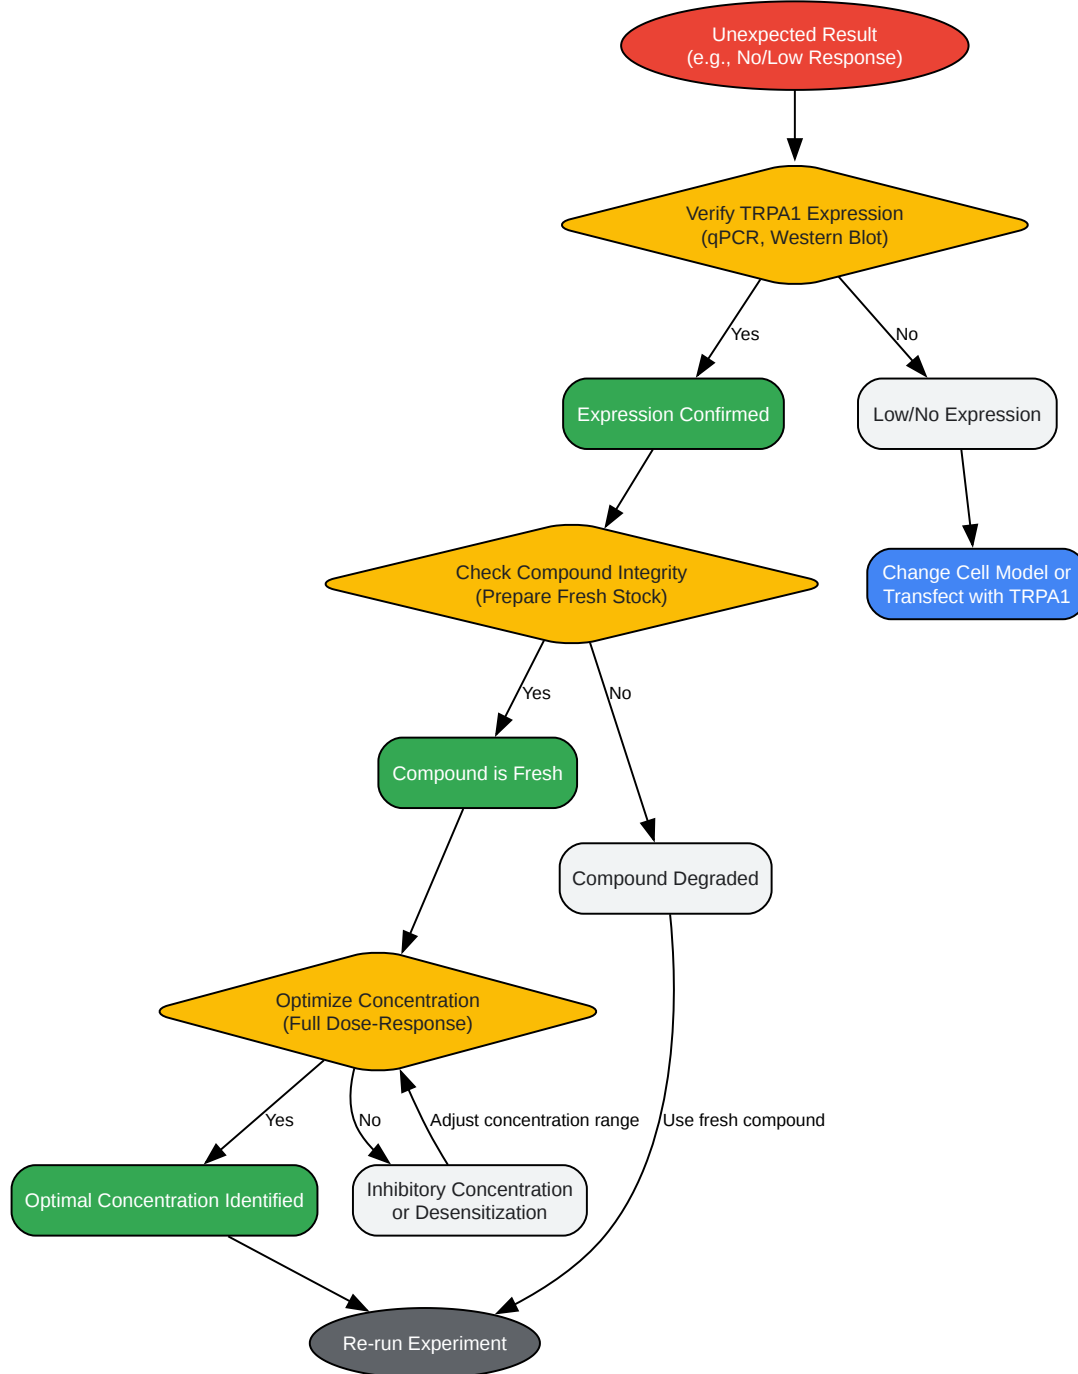 Unexpected Result
(e.g., No/Low Response)
Verify TRPA1 Expression
(qPCR, Western Blot)
Yes
No
Expression Confirmed
Low/No Expression
Check Compound Integrity
(Prepare Fresh Stock)
Change Cell Model or
Transfect with TRPA1
Yes
No
Compound is Fresh
Compound Degraded
Optimize Concentration
(Full Dose-Response)
Yes
No
Adjust concentration range
Use fresh compound
Optimal Concentration Identified
Inhibitory Concentration
or Desensitization
Re-run Experiment